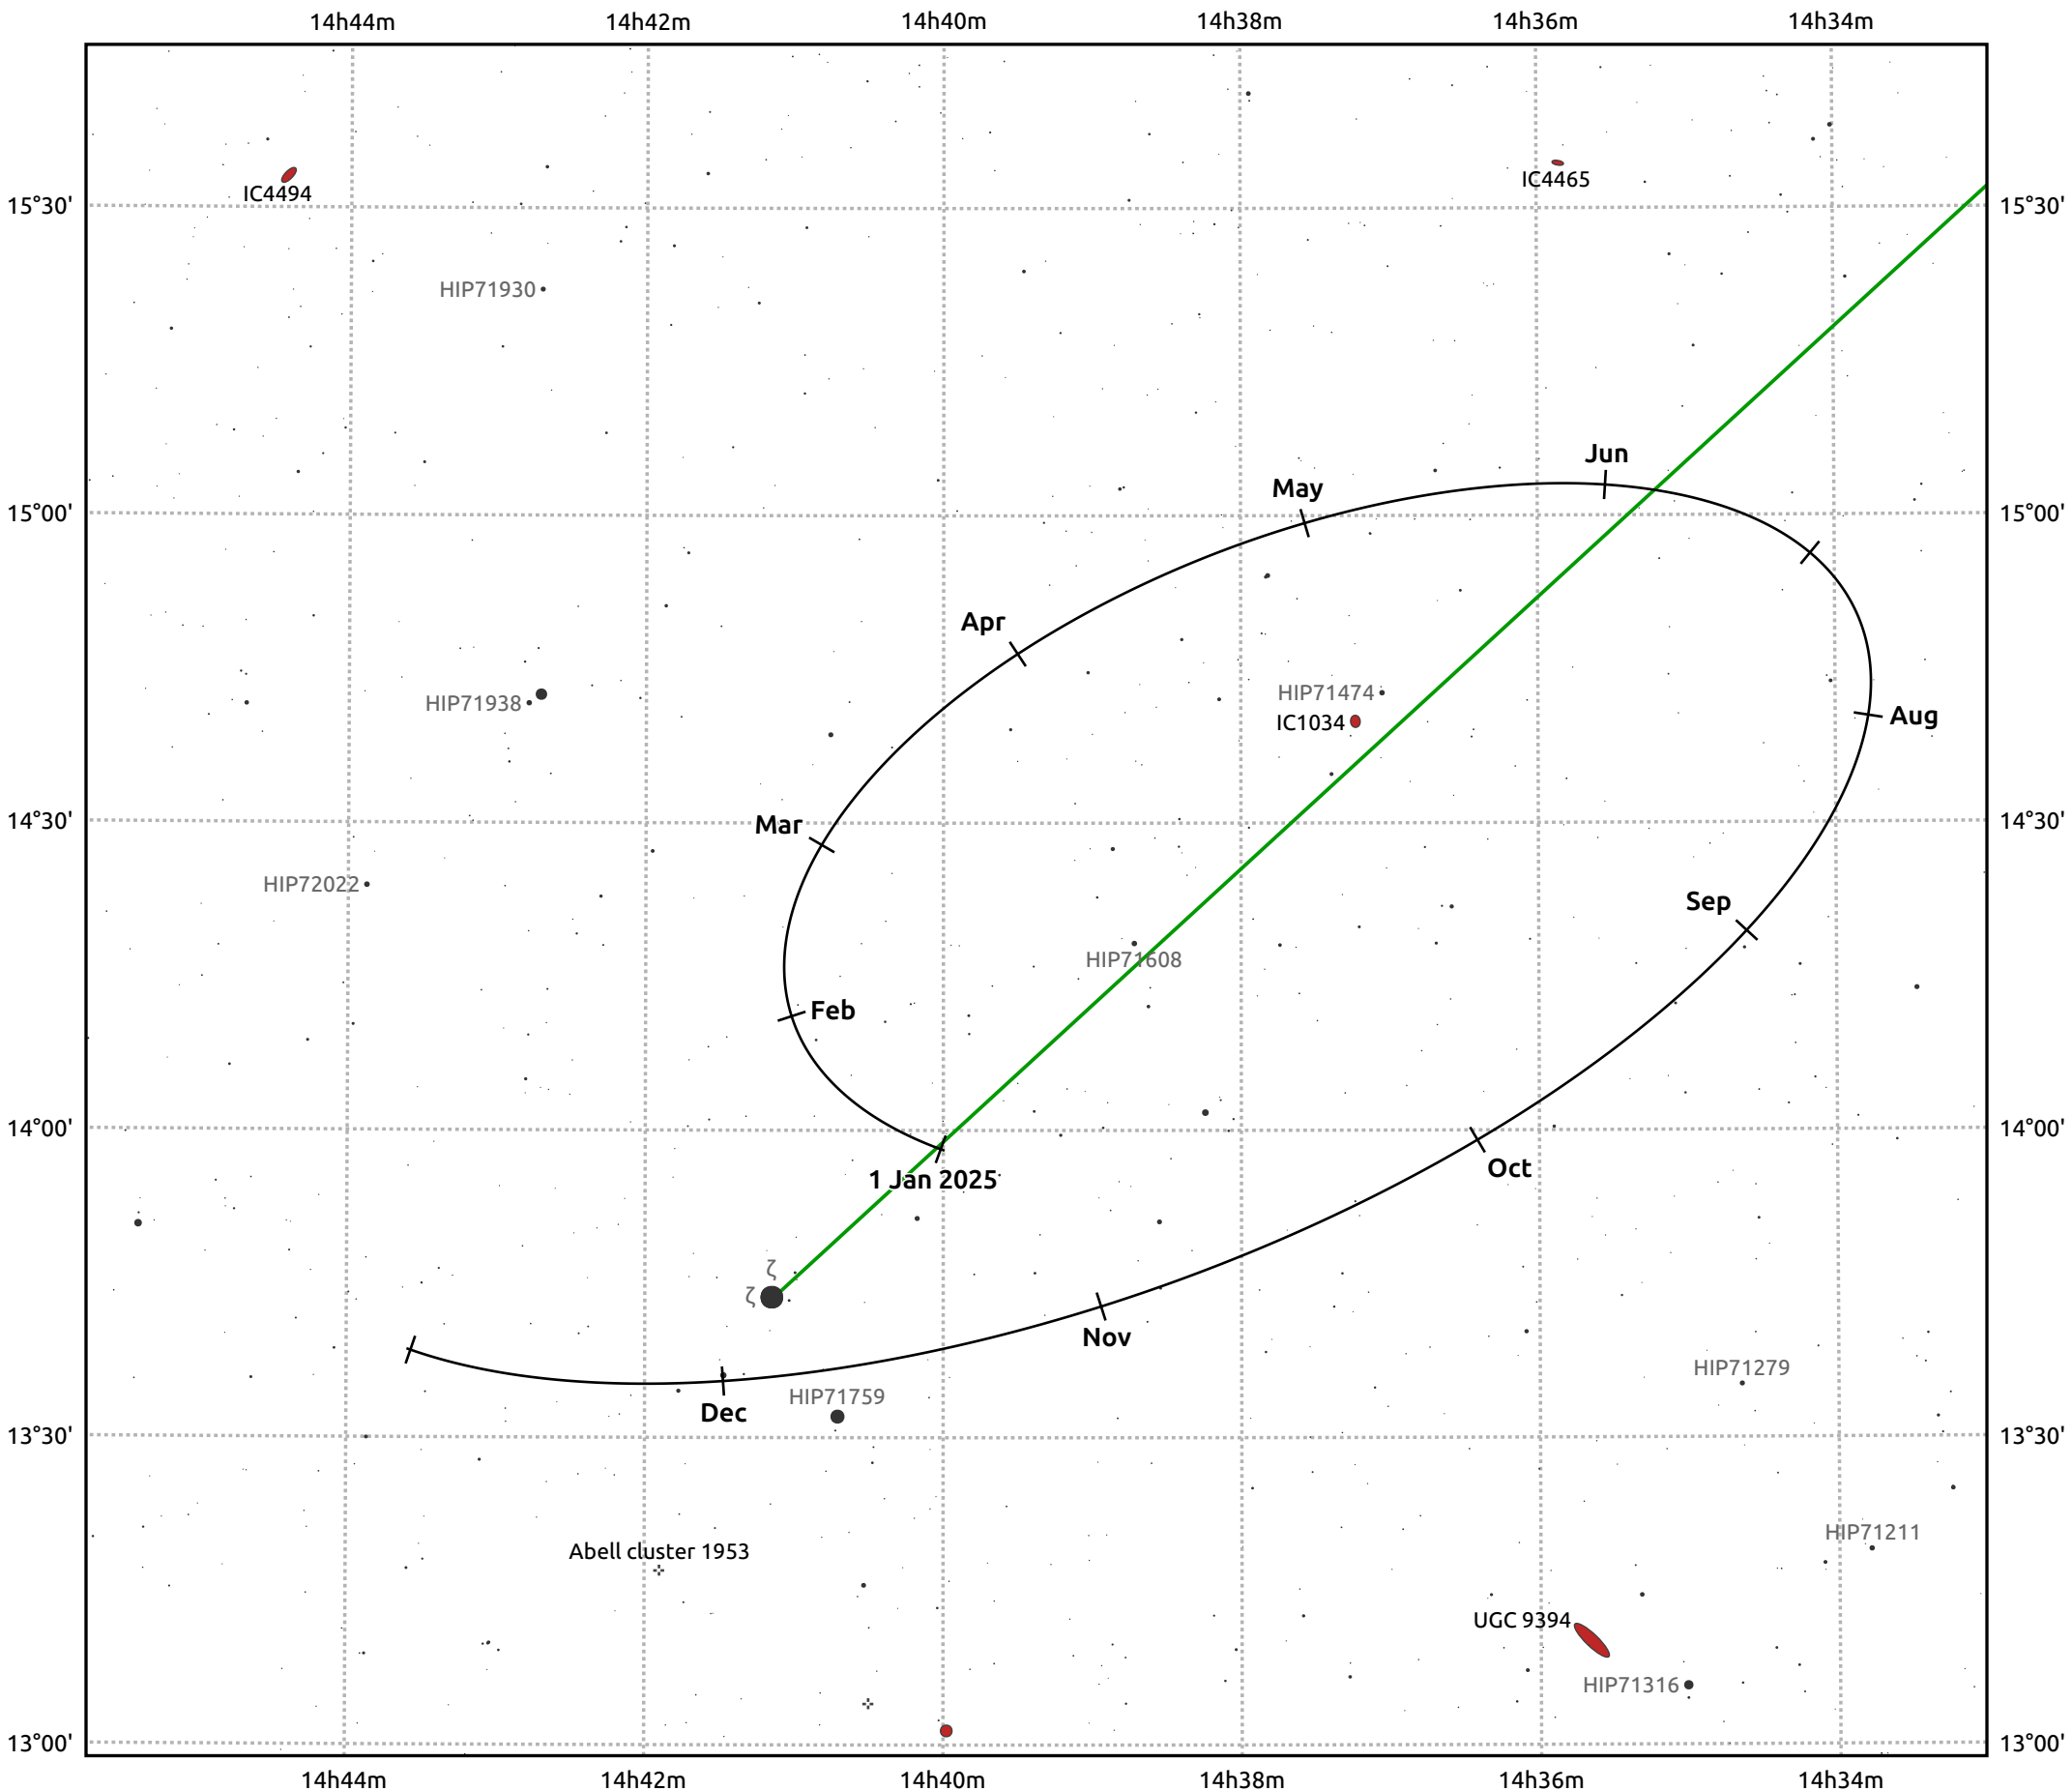 14h44m 14h42m 14h40m 14h38m 14h36m 14h34m
IC4494
IC4465
15°30' 15°30'
HIP71930
Jun
May
15°00' 15°00'
Apr
HIP71474
HIP71938
IC1034
Aug
14°30' 14°30'
Mar
HIP72022
Sep
HIP71608
Feb
14°00' 14°00'
Oct
1 Jan 2025
ζ
ζ
Nov
HIP71279
HIP71759
Dec
13°30' 13°30'
HIP71211
Abell cluster 1953
UGC 9394
HIP71316
13°00' 13°00'
14h44m 14h42m 14h40m 14h38m 14h36m 14h34m